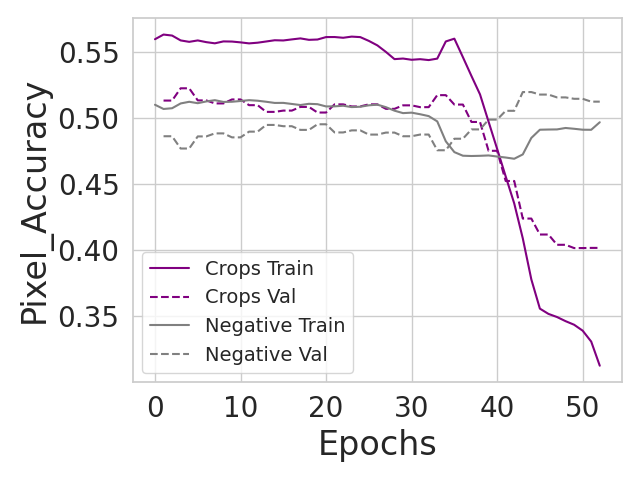 Pixel_Accuracy
0.55
0.50
0.45
0.40
0.35
Crops Train
Crops Val
Negative Train
Negative Val
0 10 20 30 40 50
Epochs